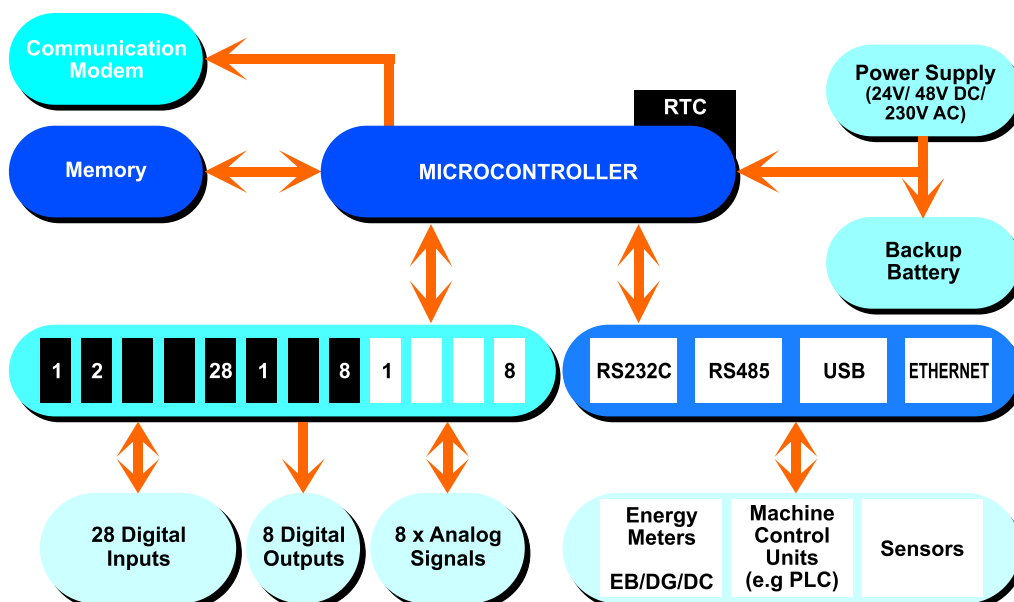 Communication
Modem
RTC
Power Supply
(24V/ 48V DC/
230V AC)
Memory
MICROCONTROLLER
Backup
Battery
1 2 28 1 8 1 8
RS232C RS485 USB ETHERNET
28 Digital
Inputs
8 Digital
Outputs
8 x Analog
Signals
Energy
Meters
EB/DG/DC
Machine
Control
Units
(e.g PLC)
Sensors